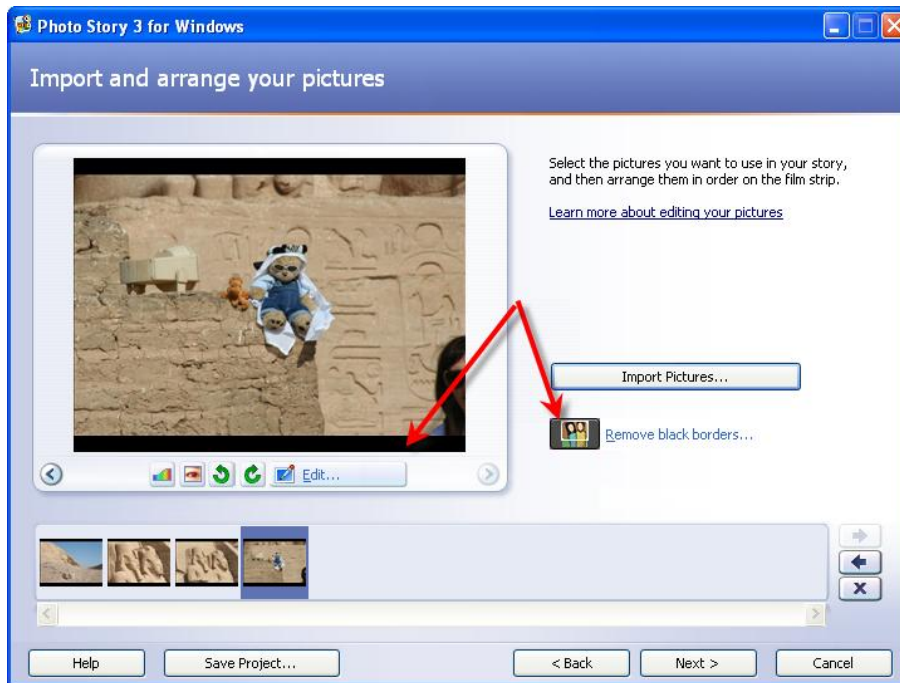 Photo Story 3 for Windows
Import and arrange your pictures
Select the pictures you want to use in your story,
and then arrange them in order on the film strip.
Learn more about editing your pictures
Import Pictures...
Remove black borders...
Edit...
Help
Save Project...
< Back
Next >
Cancel